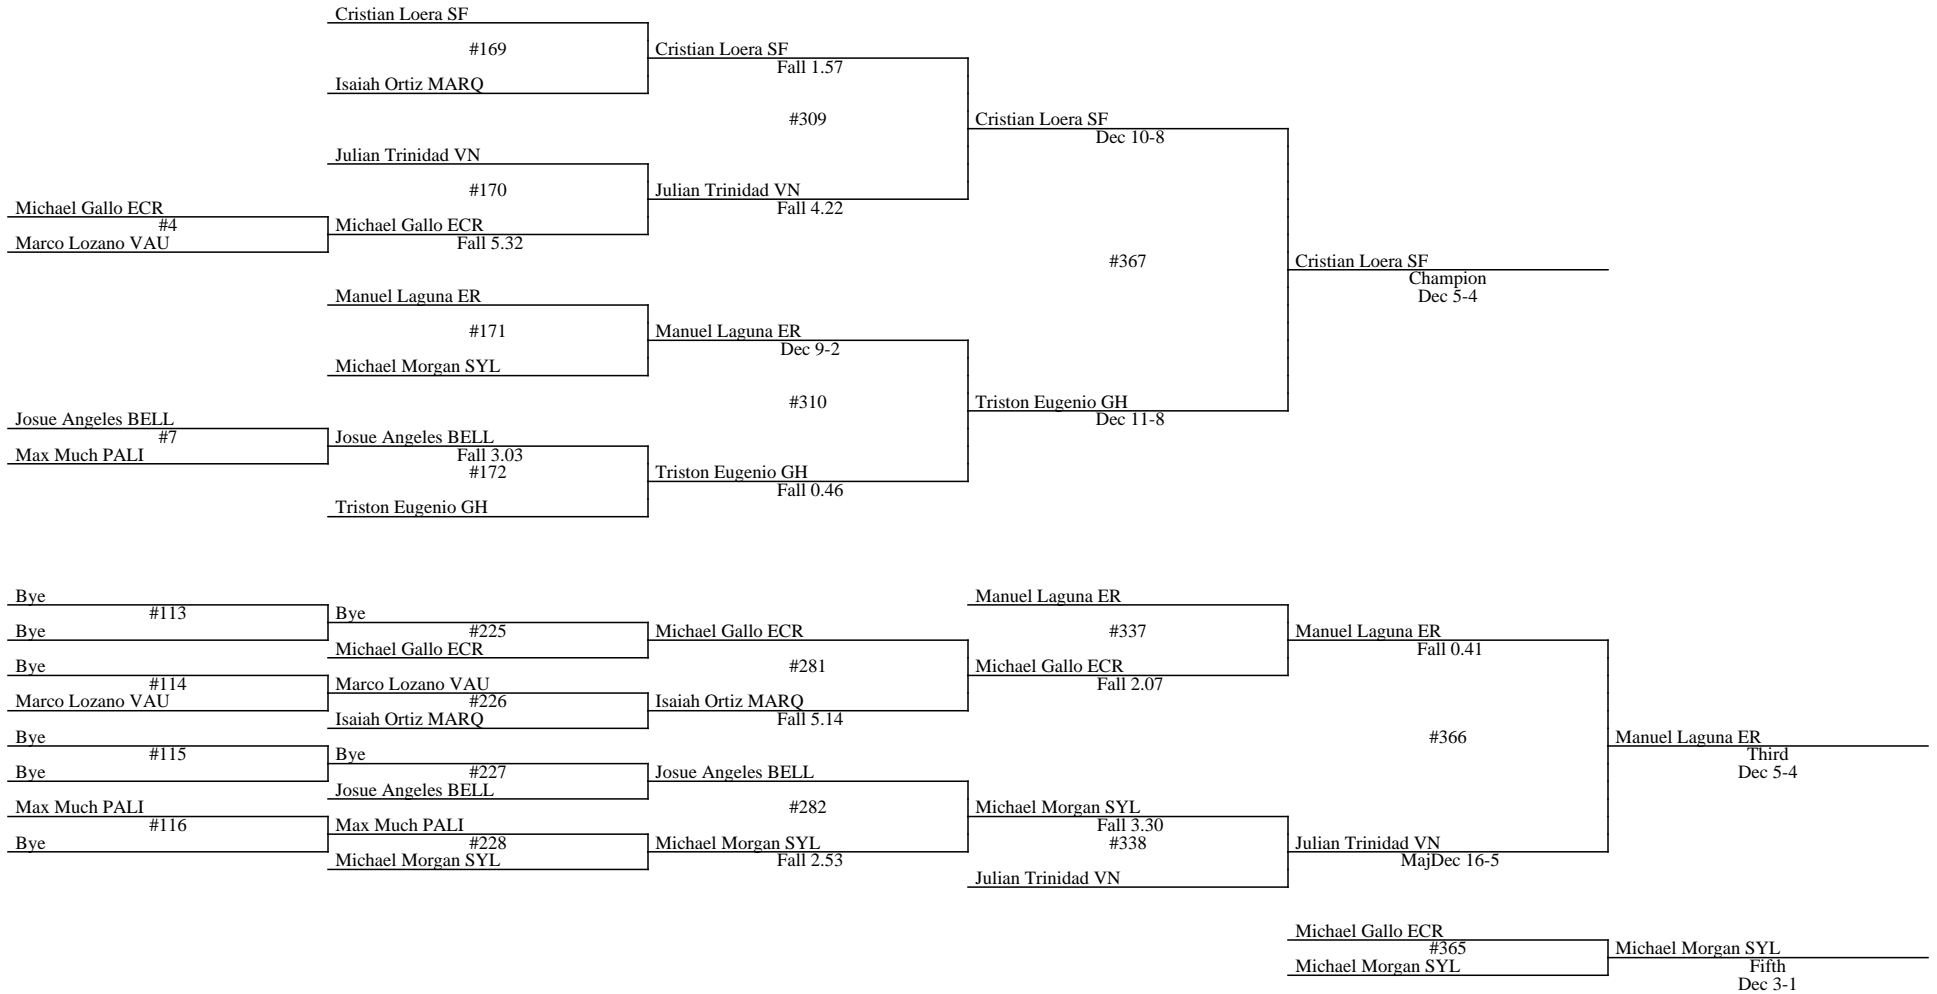 Cristian Loera SF
#169
Isaiah Ortiz MARQ
Cristian Loera SF
Fall 1.57
#309
Julian Trinidad VN
#170
Michael Gallo ECR
#4
Marco Lozano VAU
Michael Gallo ECR
Fall 5.32
Julian Trinidad VN
Fall 4.22
Cristian Loera SF
Dec 10-8
#367
Manuel Laguna ER
#171
Michael Morgan SYL
Manuel Laguna ER
Dec 9-2
#310
Josue Angeles BELL
#7
Max Much PALI
Josue Angeles BELL
Fall 3.03
#172
Triston Eugenio GH
Triston Eugenio GH
Fall 0.46
Triston Eugenio GH
Dec 11-8
Cristian Loera SF
Champion
Dec 5-4
Bye
#113
Bye
Bye
#225
Michael Gallo ECR
Bye
#114
Marco Lozano VAU
Marco Lozano VAU
#226
Isaiah Ortiz MARQ
Michael Gallo ECR
#281
Isaiah Ortiz MARQ
Fall 5.14
Bye
#115
Bye
Bye
#227
Josue Angeles BELL
Max Much PALI
#116
Bye
Max Much PALI
#228
Michael Morgan SYL
Josue Angeles BELL
#282
Michael Morgan SYL
Fall 2.53
Manuel Laguna ER
#337
Michael Gallo ECR
Fall 2.07
Michael Morgan SYL
Fall 3.30
#338
Julian Trinidad VN
Manuel Laguna ER
Fall 0.41
#366
Julian Trinidad VN
MajDec 16-5
Manuel Laguna ER
Third
Dec 5-4
Michael Gallo ECR
#365
Michael Morgan SYL
Michael Morgan SYL
Fifth
Dec 3-1